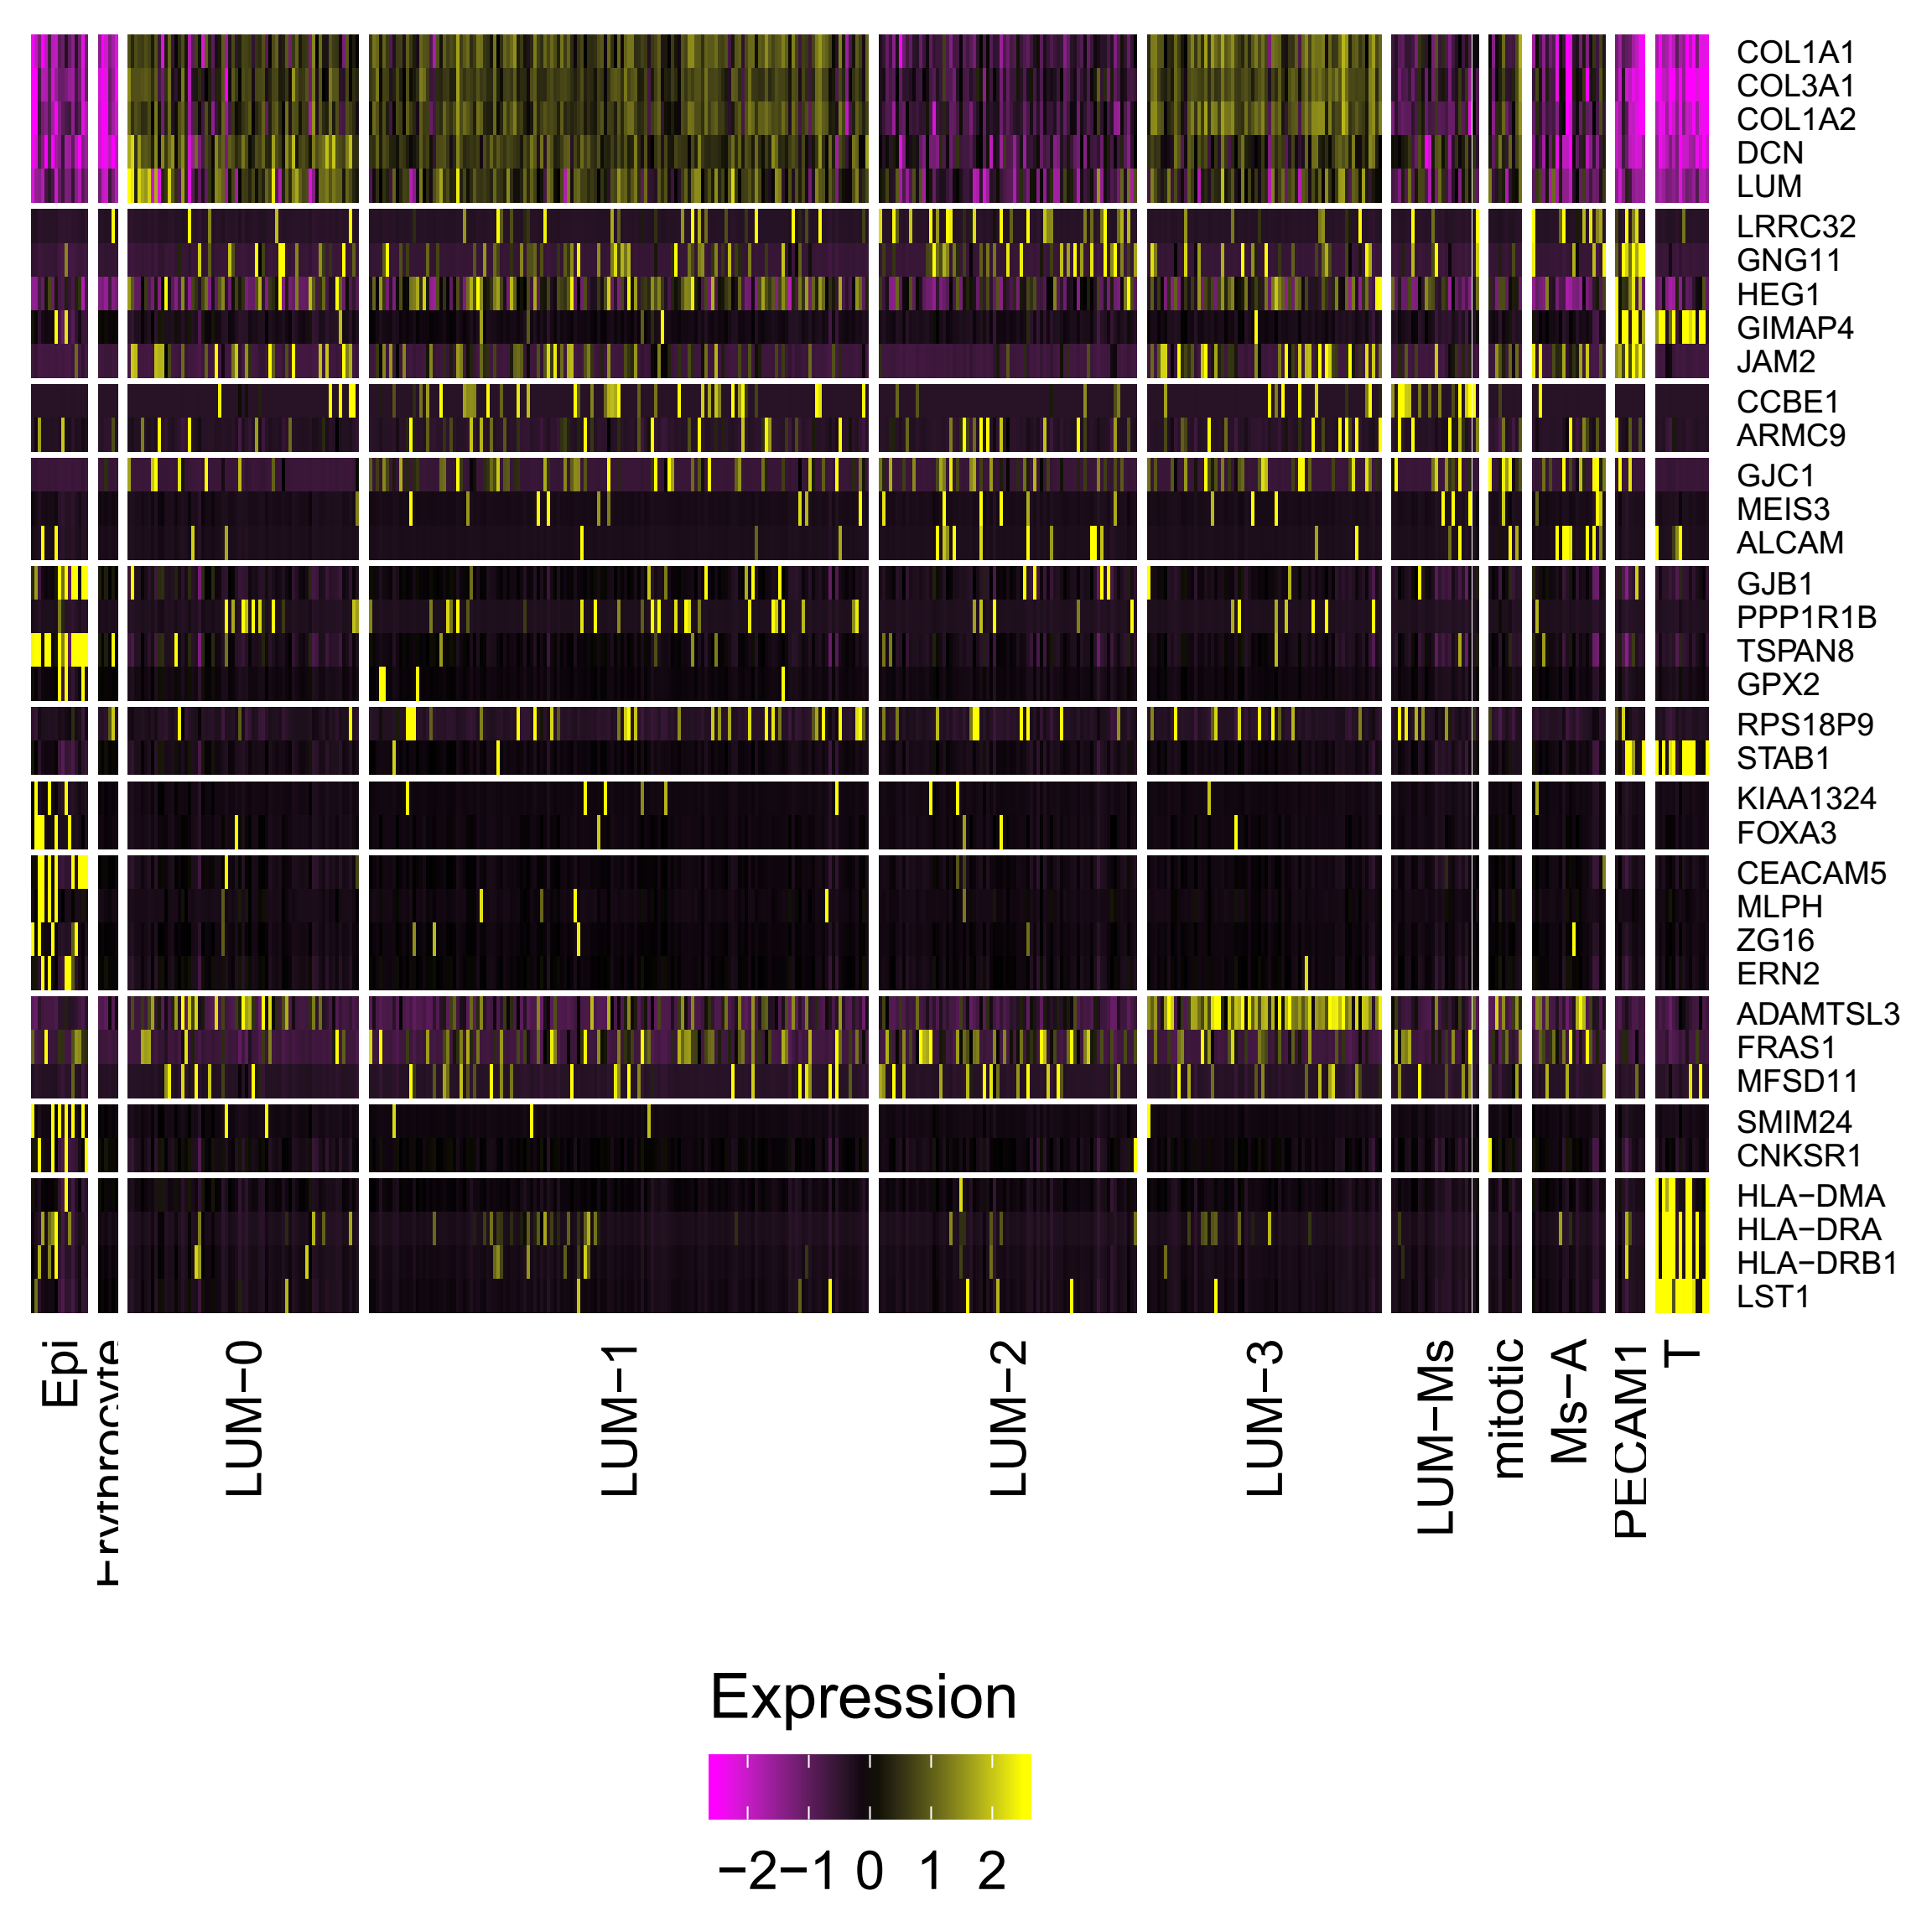 COL1A1
COL3A1
COL1A2
DCN
LUM
LRRC32
GNG11
HEG1
GIMAP4
JAM2
CCBE1
ARMC9
GJC1
MEIS3
ALCAM
GJB1
PPP1R1B
TSPAN8
GPX2
RPS18P9
STAB1
KIAA1324
FOXA3
CEACAM5
MLPH
ZG16
ERN2
ADAMTSL3
FRAS1
MFSD11
SMIM24
CNKSR1
HLA−DMA
HLA−DRA
HLA−DRB1
LST1
Epi
Erythrocyte
LUM−0
LUM−1
LUM−2
LUM−3
LUM−Ms
mitotic
Ms−A
PECAM1
T
Expression
−2 −1 0 1 2